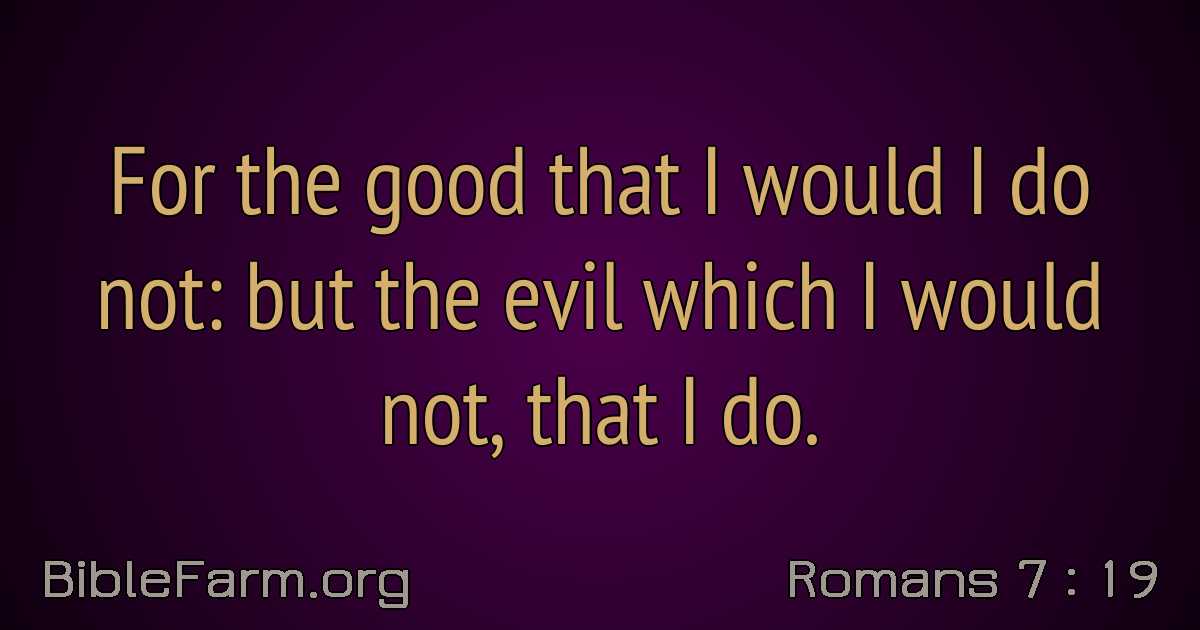 For the good that I would I do
not: but the evil which I would
not, that I do.
BibleFarm.org
Romans 7 : 19